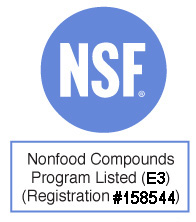 NSF®
Nonfood Compounds
Program Listed (E3)
(Registration #158544)